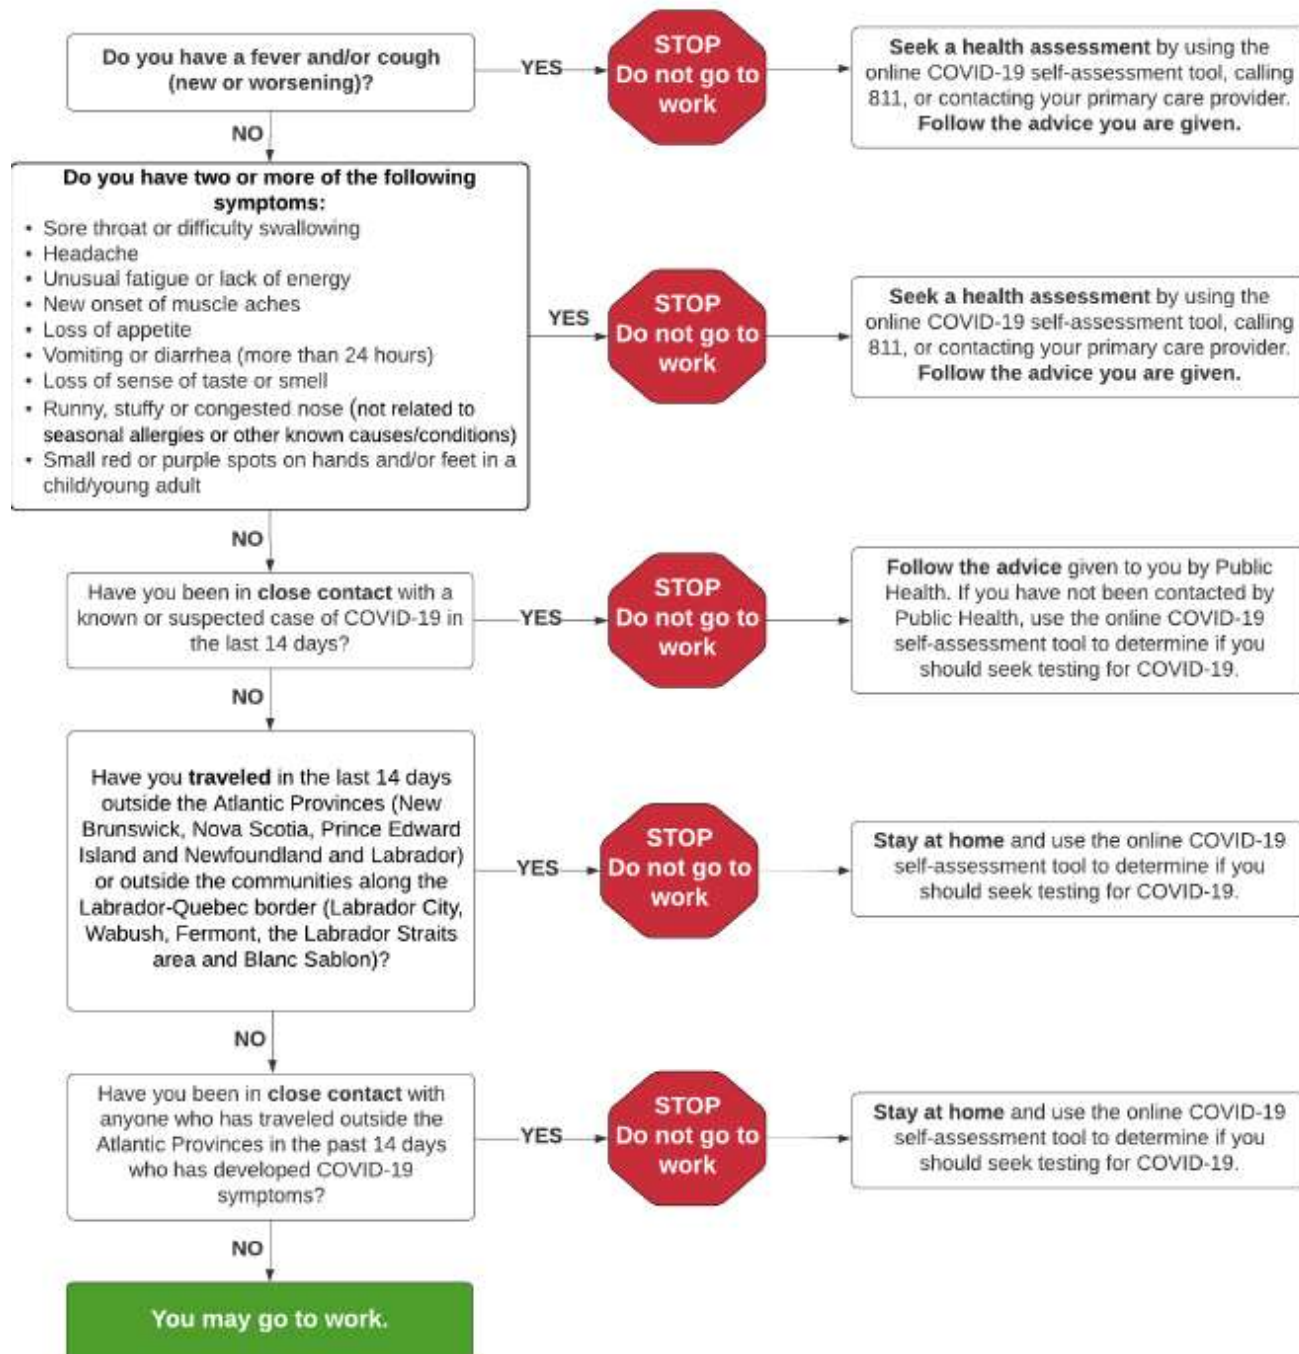 Do you have a fever and/or cough
(new or worsening)?
YES
STOP
Do not go to
work
Seek a health assessment by using the
online COVID-19 self-assessment tool, calling
811, or contacting your primary care provider.
Follow the advice you are given.
NO
Do you have two or more of the following
symptoms:
• Sore throat or difficulty swallowing
• Headache
• Unusual fatigue or lack of energy
• New onset of muscle aches
• Loss of appetite
• Vomiting or diarrhea (more than 24 hours)
• Loss of sense of taste or smell
• Runny, stuffy or congested nose (not related to
seasonal allergies or other known causes/conditions)
• Small red or purple spots on hands and/or feet in a
child/young adult
YES
STOP
Do not go to
work
Seek a health assessment by using the
online COVID-19 self-assessment tool, calling
811, or contacting your primary care provider.
Follow the advice you are given.
NO
Have you been in close contact with a
known or suspected case of COVID-19 in
the last 14 days?
YES
STOP
Do not go to
work
Follow the advice given to you by Public
Health. If you have not been contacted by
Public Health, use the online COVID-19
self-assessment tool to determine if you
should seek testing for COVID-19.
NO
Have you traveled in the last 14 days
outside the Atlantic Provinces (New
Brunswick, Nova Scotia, Prince Edward
Island and Newfoundland and Labrador)
or outside the communities along the
Labrador-Quebec border (Labrador City,
Wabush, Fermont, the Labrador Straits
area and Blanc Sablon)?
YES
STOP
Do not go to
work
Stay at home and use the online COVID-19
self-assessment tool to determine if you
should seek testing for COVID-19.
NO
Have you been in close contact with
anyone who has traveled outside the
Atlantic Provinces in the past 14 days
who has developed COVID-19
symptoms?
YES
STOP
Do not go to
work
Stay at home and use the online COVID-19
self-assessment tool to determine if you
should seek testing for COVID-19.
NO
You may go to work.